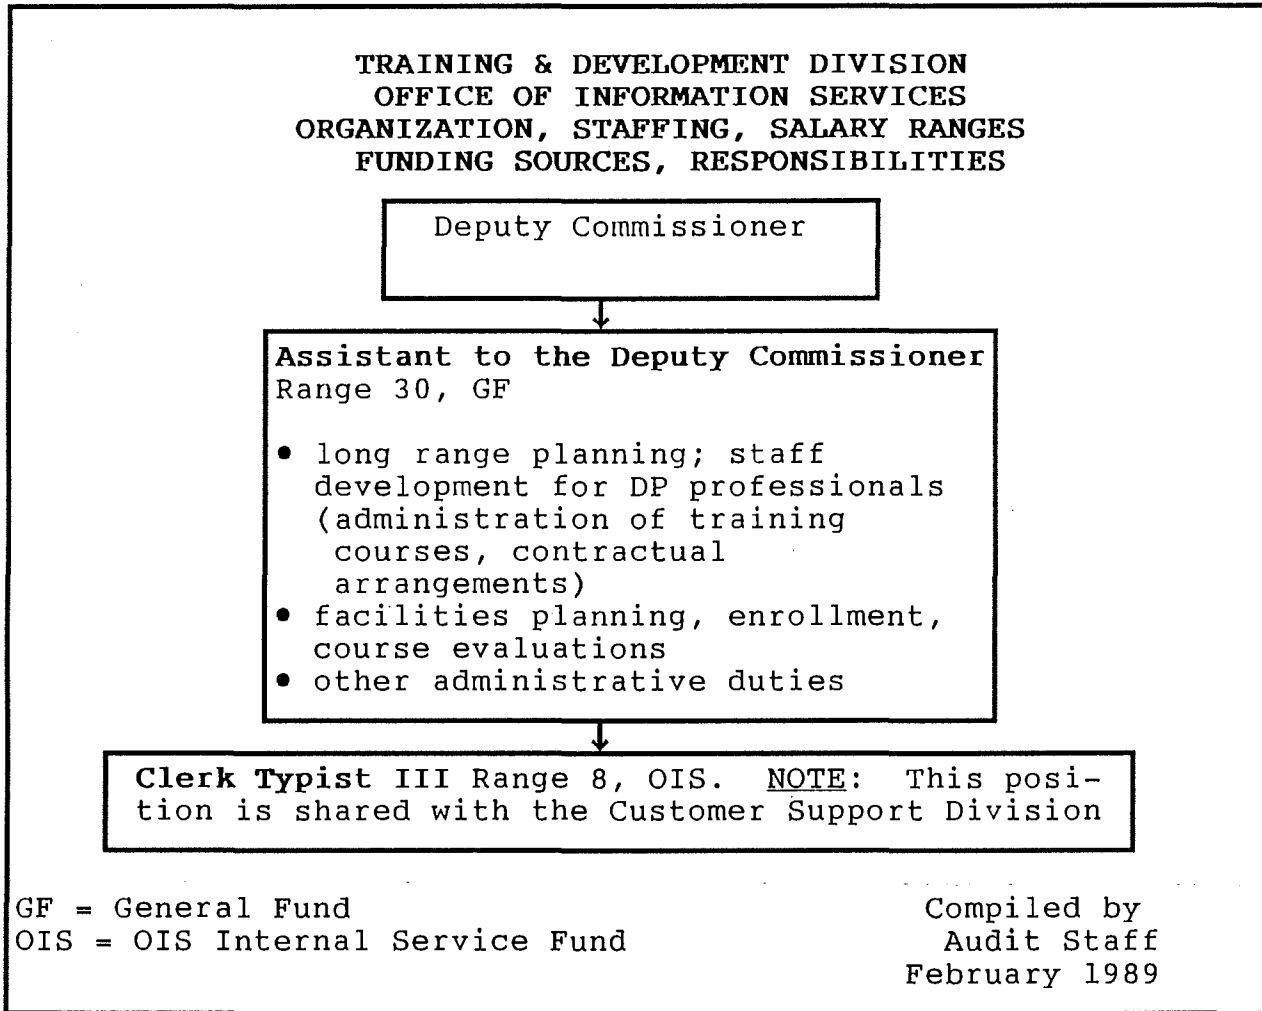 TRAINING & DEVELOPMENT DIVISION
OFFICE OF INFORMATION SERVICES
ORGANIZATION, STAFFING, SALARY RANGES
FUNDING SOURCES, RESPONSIBILITIES
Deputy Commissioner
Assistant to the Deputy Commissioner
Range 30, GF
• long range planning; staff
development for DP professionals
(administration of training
courses, contractual
arrangements)
• facilities planning, enrollment,
course evaluations
• other administrative duties
Clerk Typist III Range 8, OIS. NOTE: This posi-
tion is shared with the Customer Support Division
GF = General Fund
OIS = OIS Internal Service Fund
Compiled by
Audit Staff
February 1989